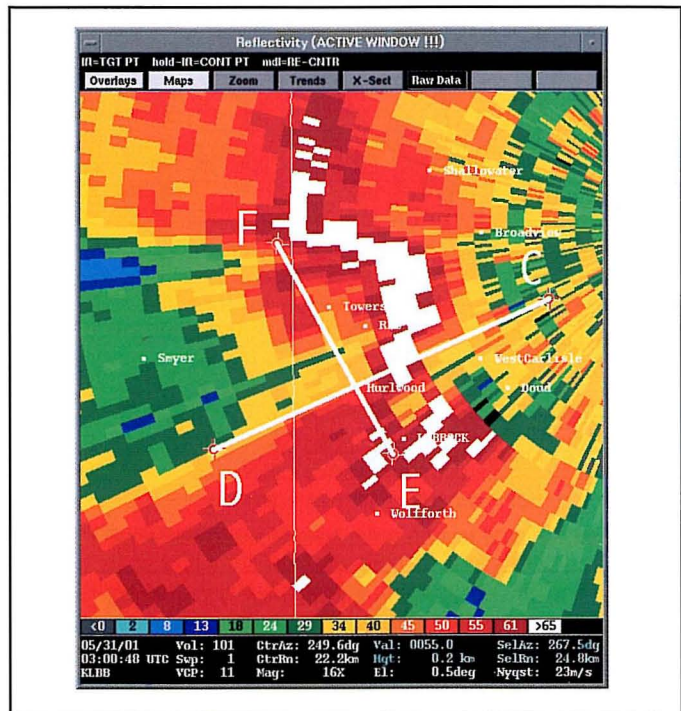 Reflectivity (ACTIVE WINDOW !!!)
lft=TGT PT hold-lft=CONT PT mdl=RE-CNTR
Overlays Maps Zoom Trends X-Sect Raw Data
Shallowater
F
Broadview
C
Towers
Smyer
WestCarlisle
Hurlwood
Doud
LUBBOCK
D
E
Wolfforth
<0 2 8 13 18 24 29 34 40 45 50 55 61 >65
05/31/01 Vol: 101 CtrAz: 249.6dg Val: 0055.0 SelAz: 267.5dg
03:00:48 UTC Swp: 1 CtrRn: 22.2km Hgt: 0.2 km SelRn: 24.8km
KLBB VCP: 11 Mag: 16X El: 0.5deg Nyqst: 23m/s